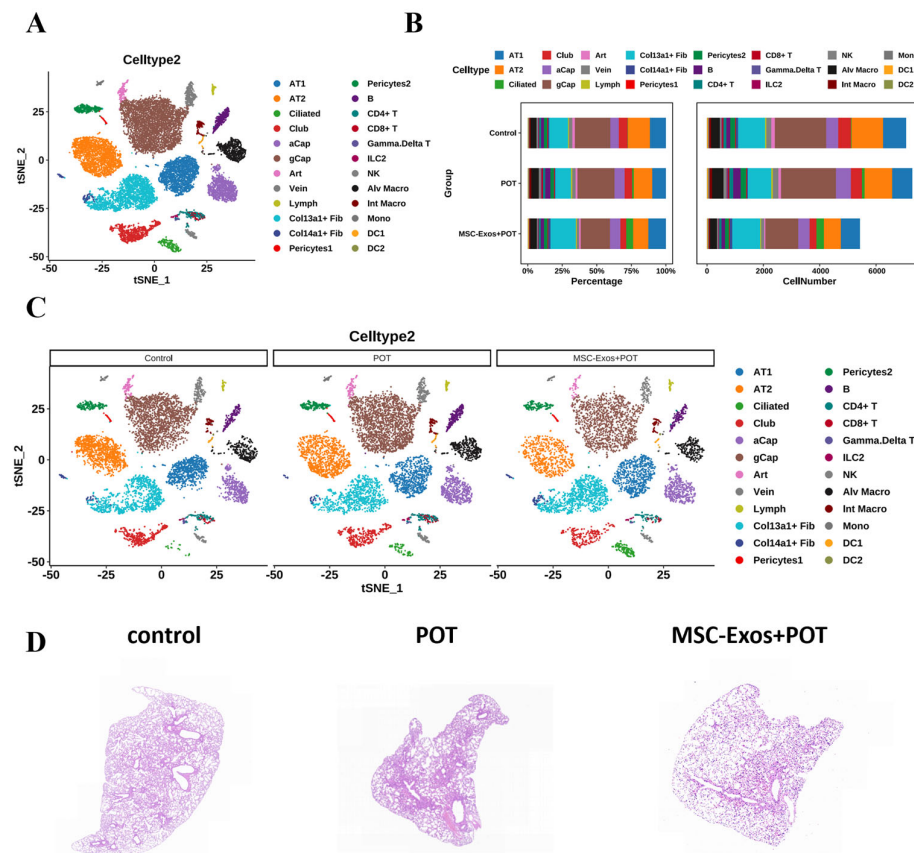 A
Celltype2
25
0
-25
-50
tSNE_2
-50
-25
0
25
tSNE_1
AT1
AT2
Ciliated
Club
aCap
gCap
Art
Vein
Lymph
Col13a1+ Fib
Col14a1+ Fib
Pericytes1
Pericytes2
B
CD4+ T
CD8+ T
Gamma.Delta T
ILC2
NK
Alv Macro
Int Macro
Mono
DC1
DC2
B
Celltype
AT1 Club Art Col13a1+ Fib Pericytes2 CD8+ T NK Mono
AT2 aCap Vein Col14a1+ Fib B Gamma.Delta T Alv Macro DC1
Ciliated gCap Lymph Pericytes1 CD4+ T ILC2 Int Macro DC2
Group
Control
POT
MSC-Exos+POT
0% 25% 50% 75% 100%
Percentage
0 2000 4000 6000
CellNumber
C
Celltype2
Control POT MSC-Exos+POT
25
0
-25
-50
tSNE_2
-50 -25 0 25 -50 -25 0 25 -50 -25 0 25
tSNE_1
AT1
AT2
Ciliated
Club
aCap
gCap
Art
Vein
Lymph
Col13a1+ Fib
Col14a1+ Fib
Pericytes1
Pericytes2
B
CD4+ T
CD8+ T
Gamma.Delta T
ILC2
NK
Alv Macro
Int Macro
Mono
DC1
DC2
D
control POT MSC-Exos+POT